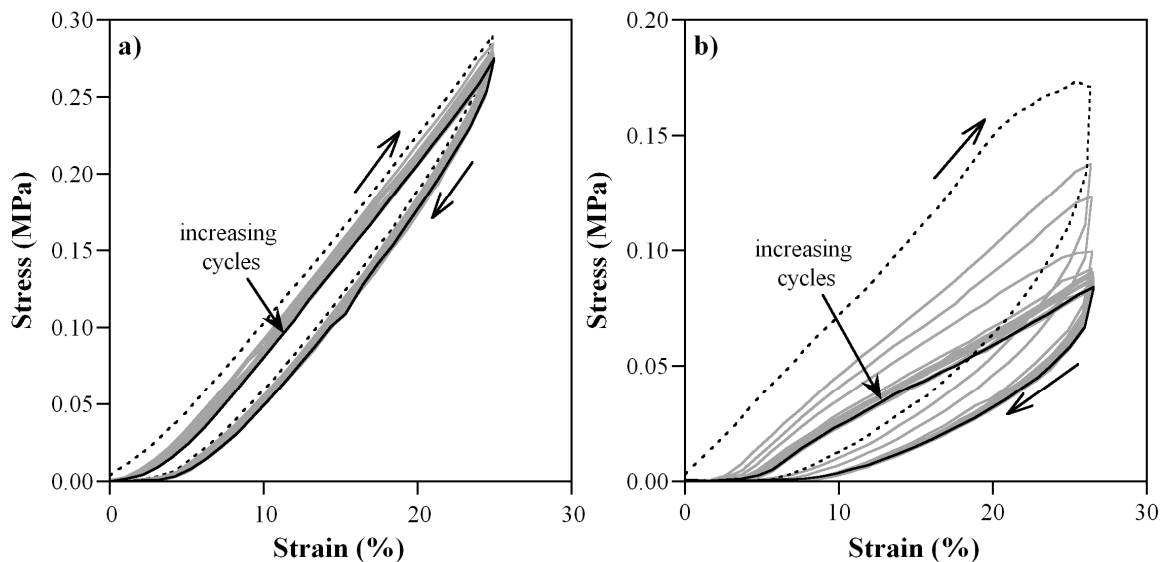 a)
Stress (MPa)
0.30
0.25
0.20
0.15
0.10
0.05
0.00
increasing
cycles
0
10
20
30
Strain (%)
b)
Stress (MPa)
0.20
0.15
0.10
0.05
0.00
increasing
cycles
0
10
20
30
Strain (%)